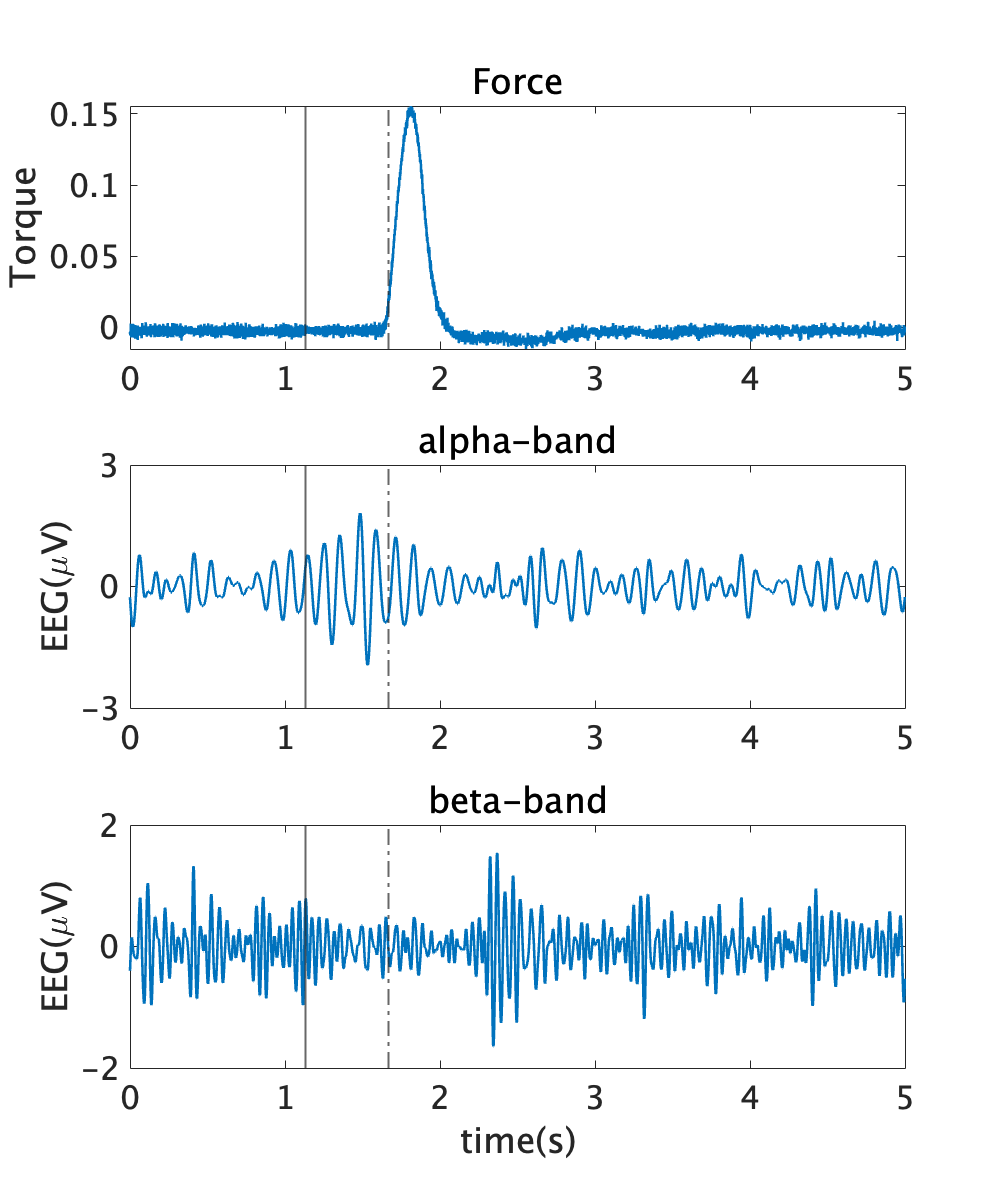 Force
Torque
0.15
0.1
0.05
0
0 1 2 3 4 5
alpha-band
EEG(μV)
3
0
-3
0 1 2 3 4 5
beta-band
EEG(μV)
2
0
-2
0 1 2 3 4 5
time(s)